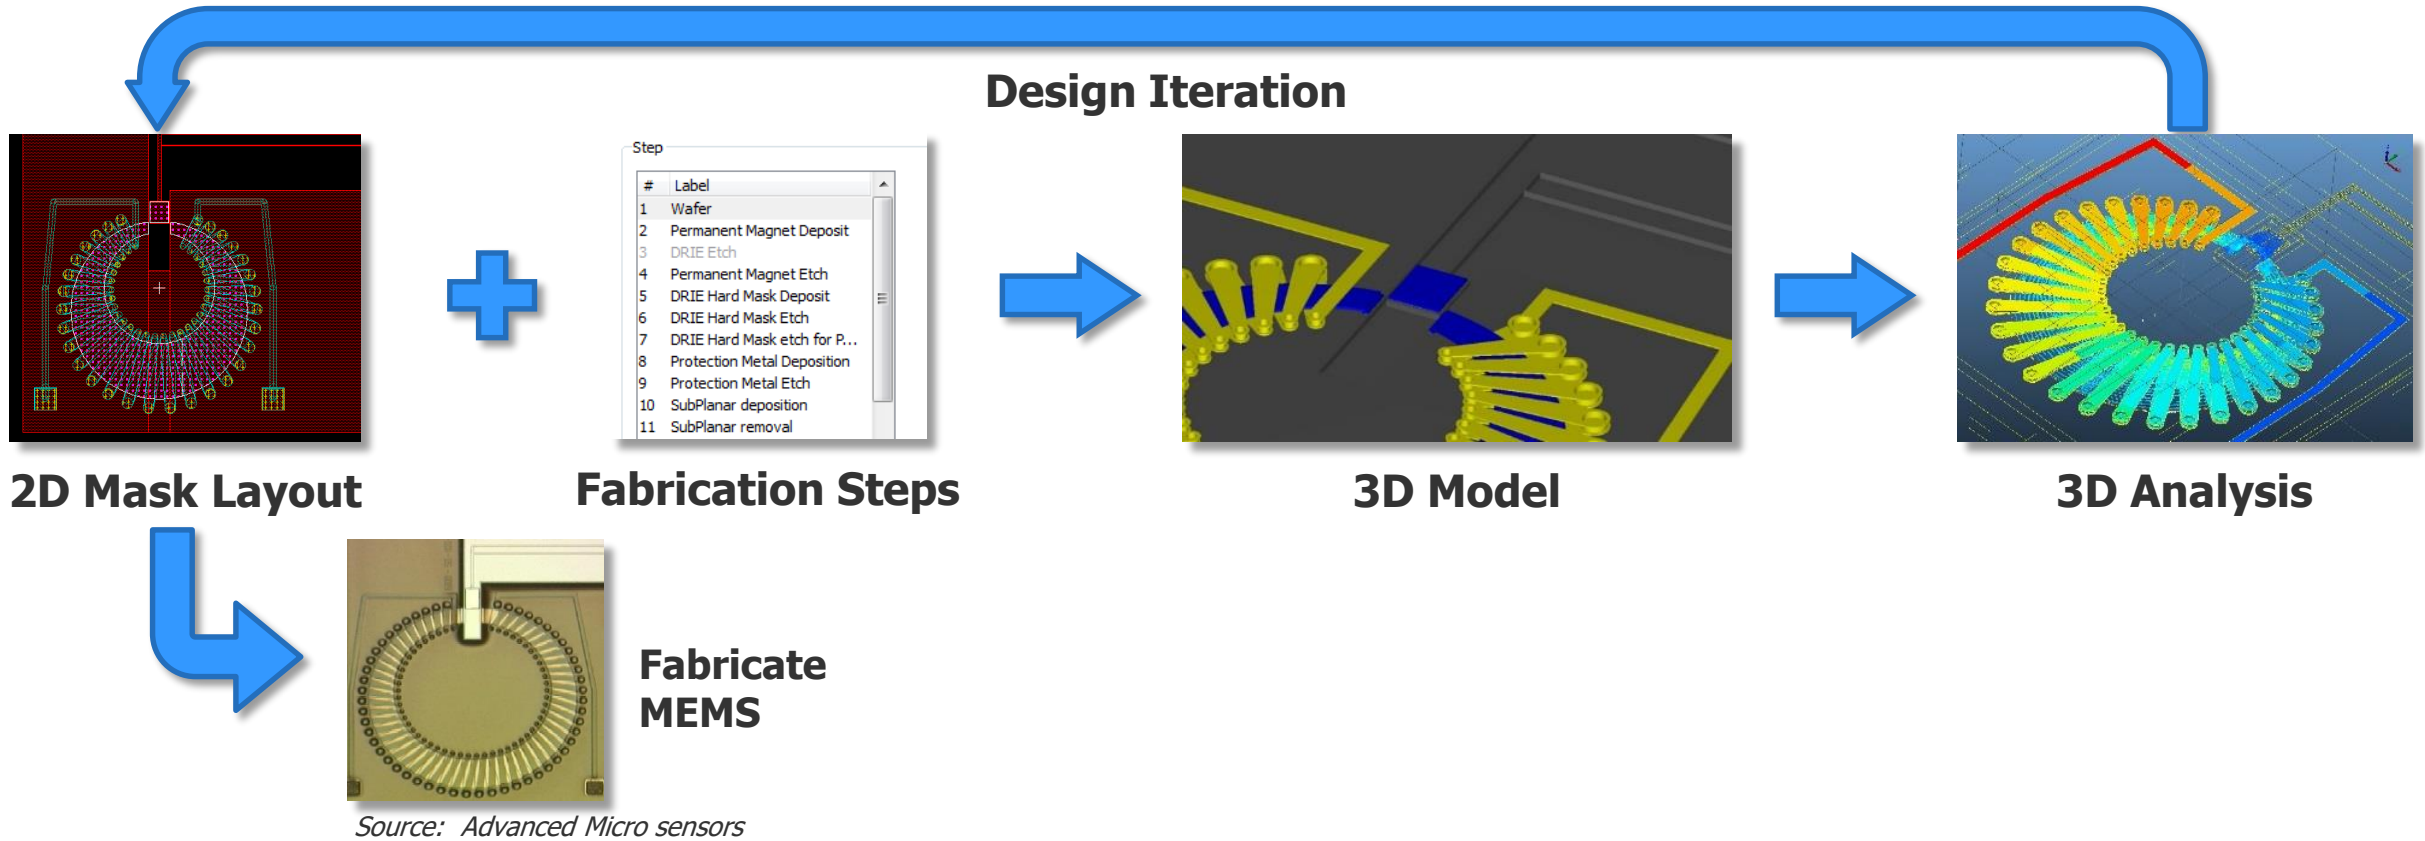 Design Iteration
Step
# Label
1 Wafer
2 Permanent Magnet Deposit
3 DRIE Etch
4 Permanent Magnet Etch
5 DRIE Hard Mask Deposit
6 DRIE Hard Mask Etch
7 DRIE Hard Mask etch for P...
8 Protection Metal Deposition
9 Protection Metal Etch
10 SubPlanar deposition
11 SubPlanar removal
2D Mask Layout
Fabrication Steps
3D Model
3D Analysis
Fabricate
MEMS
Source: Advanced Micro sensors